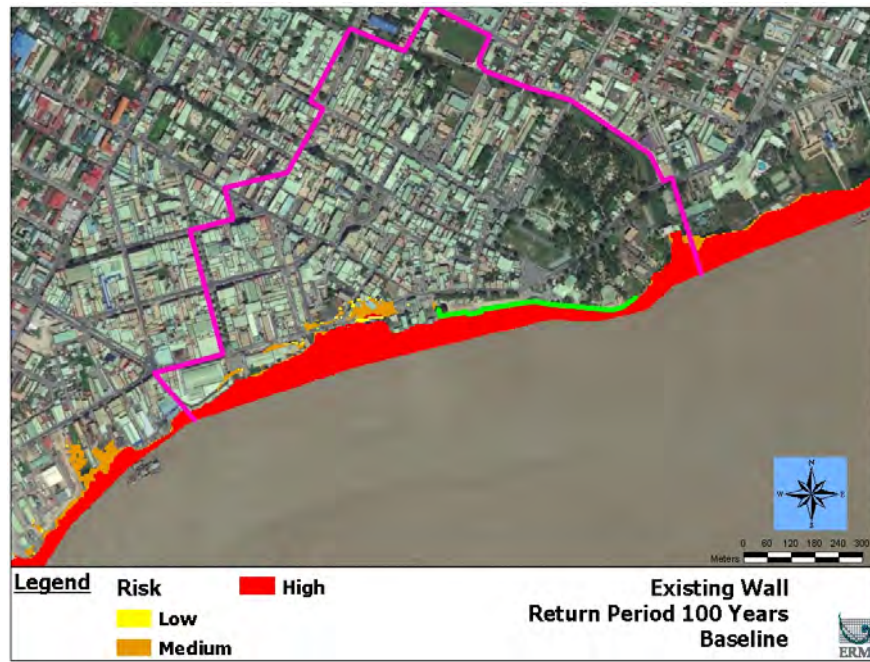 N
W E
S
0 60 120 180 240 300
Meters
Legend
Risk
High
Low
Medium
Existing Wall
Return Period 100 Years
Baseline
ERM